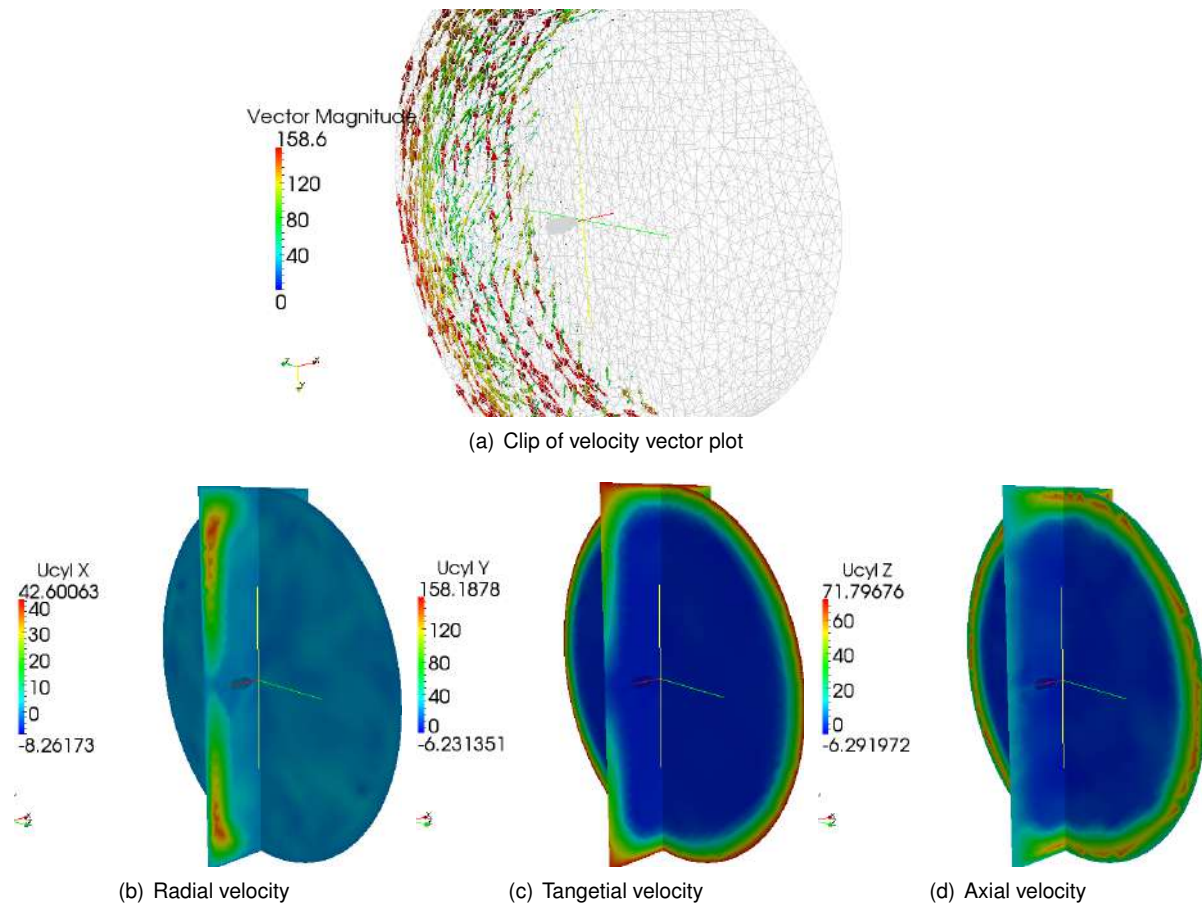 Vector Magnitude
158.6
120
80
40
0
Z
X
Y
(a) Clip of velocity vector plot
Ucyl X
42.60063
40
30
20
10
0
-8.26173
X
Z
(b) Radial velocity
Ucyl Y
158.1878
120
80
40
0
-6.231351
X
Z
(c) Tangetial velocity
Ucyl Z
71.79676
60
40
20
0
-6.291972
X
Z
(d) Axial velocity